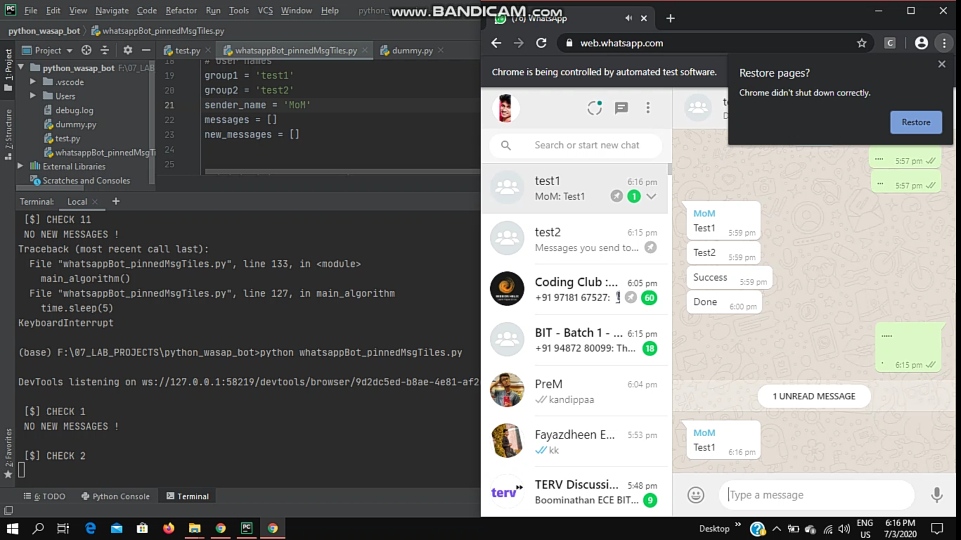 File Edit View Navigate Code Refactor Run Tools VCS Window Help python_
www.BANDICAM.com
python_wasap_bot whatsappBot_pinnedMsgTiles.py
Project
test.py whatsappBot_pinnedMsgTiles.py dummy.py
1: Project
7: Structure
2: Favorites
python_wasap_bot
.vscode
Users
debug.log
dummy.py
test.py
whatsappBot_pinnedMsgTi
External Libraries
Scratches and Consoles
18 # User names
19 group1 = 'test1'
20 group2 = 'test2'
21 sender_name = 'MoM'
22 messages = []
23 new_messages = []
24
25
Terminal: Local +
[$] CHECK 11
NO NEW MESSAGES !
Traceback (most recent call last):
File "whatsappBot_pinnedMsgTiles.py", line 133, in <module>
main_algorithm()
File "whatsappBot_pinnedMsgTiles.py", line 127, in main_algorithm
time.sleep(5)
KeyboardInterrupt
(base) F:\07_LAB_PROJECTS\python_wasap_bot>python whatsappBot_pinnedMsgTiles.py
DevTools listening on ws://127.0.0.1:58219/devtools/browser/9d2dc5ed-b8ae-4e81-af2
[$] CHECK 1
NO NEW MESSAGES !
[$] CHECK 2
6: TODO Python Console Terminal
(76) WhatsApp
web.whatsapp.com
Chrome is being controlled by automated test software.
Restore pages?
Chrome didn't shut down correctly.
Restore
Search or start new chat
test1 6:16 pm
MoM: Test1 1
test2 6:15 pm
Messages you send to...
Coding Club :... 6:05 pm
+91 97181 67527: 60
BIT - Batch 1 - ... 6:15 pm
+91 94872 80099: Th... 18
PreM 6:04 pm
kandippaa
Fayazdheen E... 5:53 pm
kk
TERV Discussi... 5:48 pm
Boominathan ECE BIT... 9
terv
.... 5:57 pm
... 5:57 pm
MoM
Test1 5:59 pm
Test2 5:59 pm
Success 5:59 pm
Done 6:00 pm
.....
. 6:15 pm
1 UNREAD MESSAGE
MoM
Test1 6:16 pm
Type a message
Desktop ENG US 6:16 PM 7/3/2020